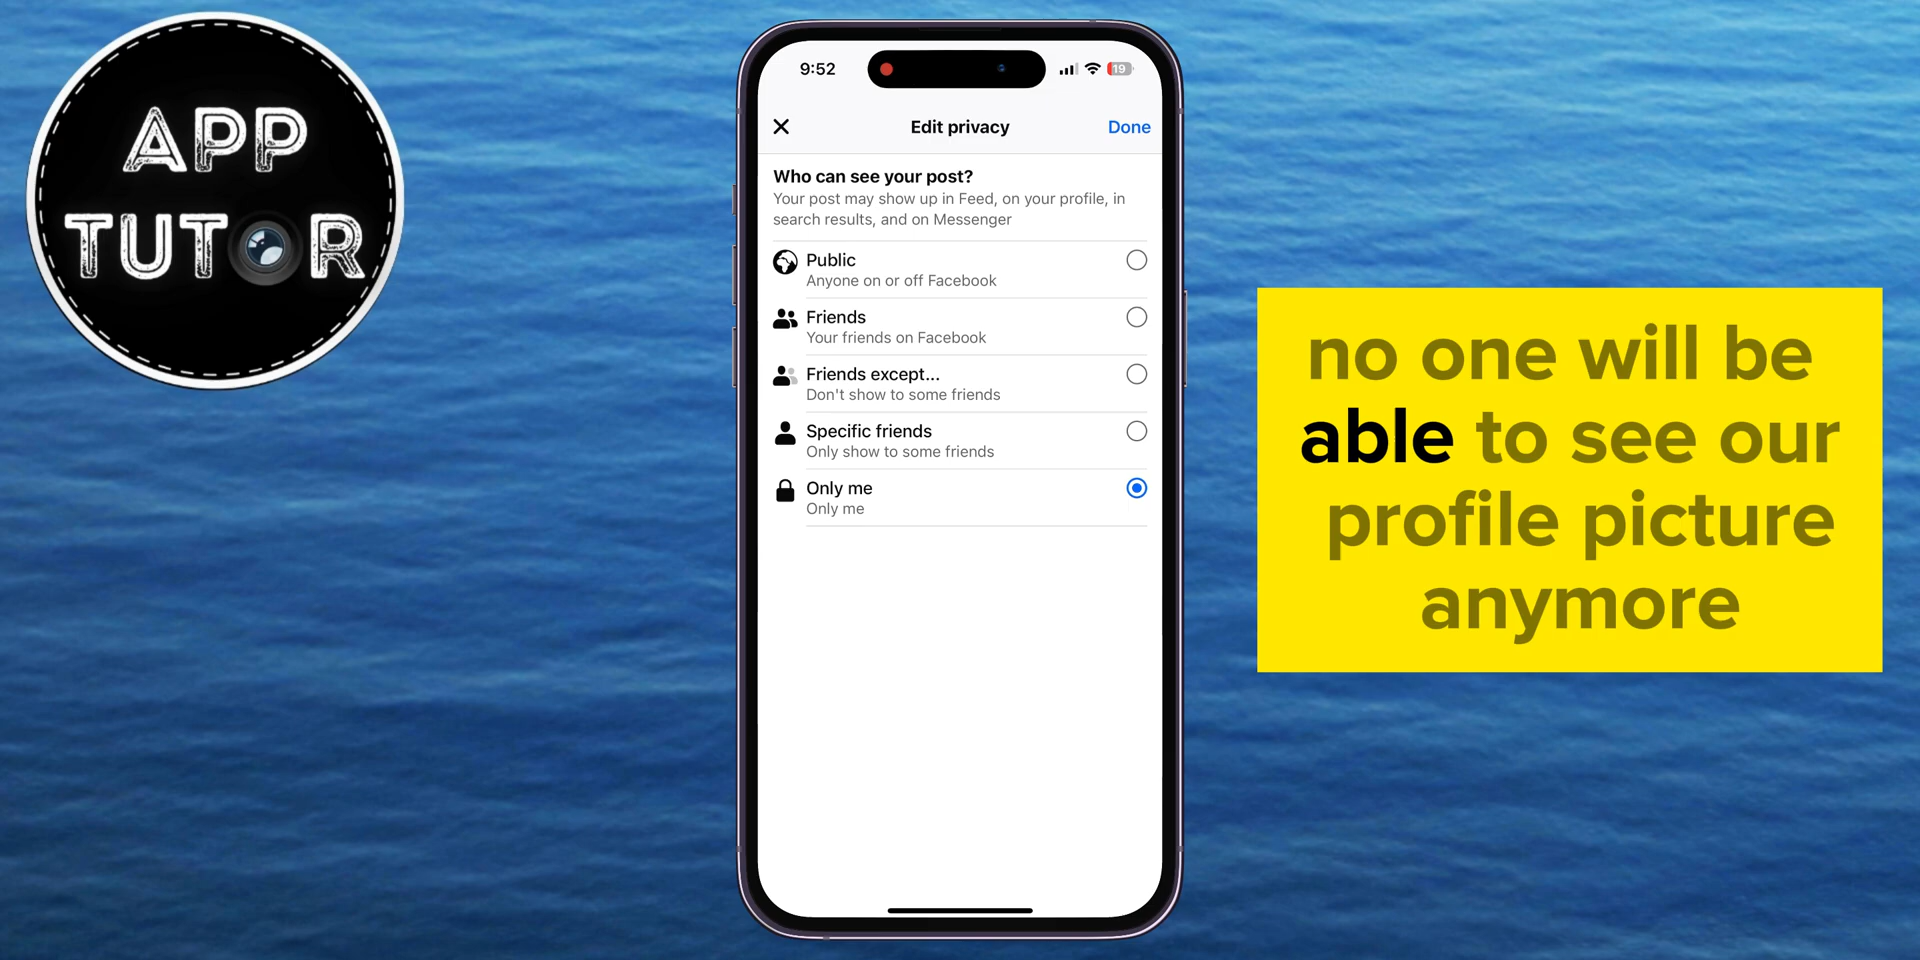 APP
TUTOR
9:52
19
Edit privacy
Done
Who can see your post?
Your post may show up in Feed, on your profile, in
search results, and on Messenger
Public
Anyone on or off Facebook
Friends
Your friends on Facebook
Friends except...
Don't show to some friends
Specific friends
Only show to some friends
Only me
Only me
no one will be
able to see our
profile picture
anymore